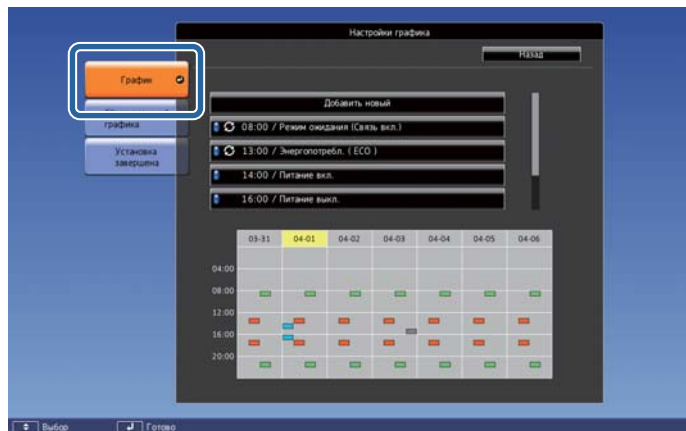 Настройки графика
Назад
График
графика
Установка
завершена
Добавить новый
08:00 / Режим ожидания (Связь вкл.)
13:00 / Энергопотребл. ( ECO )
14:00 / Питание вкл.
16:00 / Питание выкл.
03-31 04-01 04-02 04-03 04-04 04-05 04-06
04:00
08:00
12:00
16:00
20:00
Выбор Готово